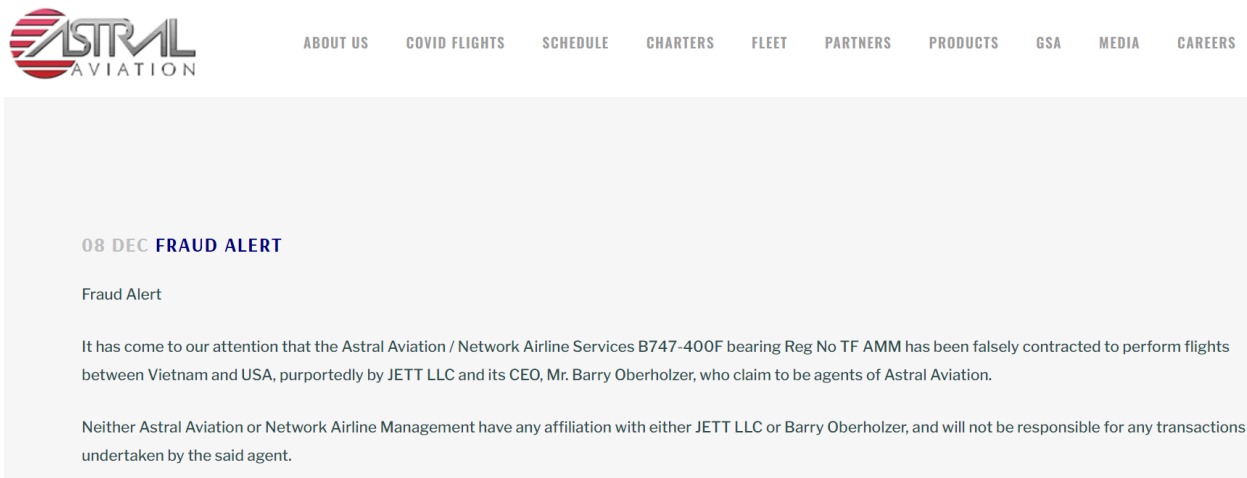 ASTRAL
AVIATION
ABOUT US COVID FLIGHTS SCHEDULE CHARTERS FLEET PARTNERS PRODUCTS GSA MEDIA CAREERS
08 DEC FRAUD ALERT
Fraud Alert
It has come to our attention that the Astral Aviation / Network Airline Services B747-400F bearing Reg No TF AMM has been falsely contracted to perform flights
between Vietnam and USA, purportedly by JETT LLC and its CEO, Mr. Barry Oberholzer, who claim to be agents of Astral Aviation.
Neither Astral Aviation or Network Airline Management have any affiliation with either JETT LLC or Barry Oberholzer, and will not be responsible for any transactions
undertaken by the said agent.